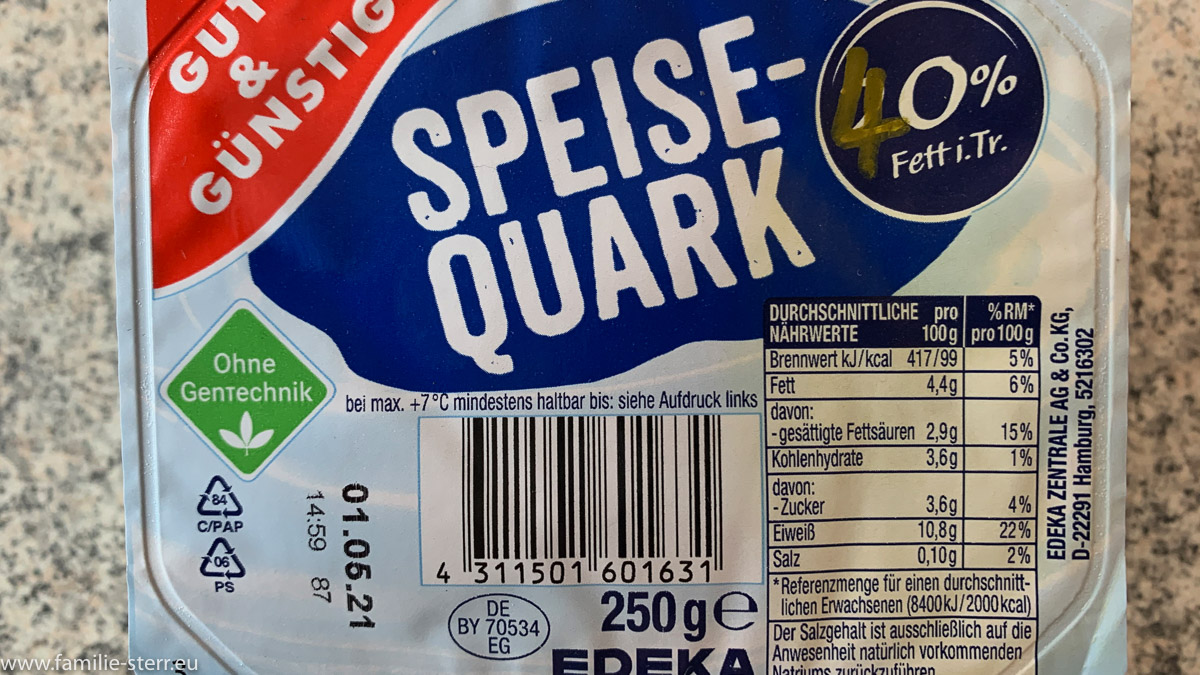 GUT
&
GÜNSTIG
SPEISE-
QUARK
40%
Fett i.Tr.
Ohne
GenTechnik
bei max. +7°C mindestens haltbar bis: siehe Aufdruck links
84
C/PAP
06
PS
01.05.21
14:59 87
4 311501 601631
DE
BY 70534
EG
250g e
EDEKA
DURCHSCHNITTLICHE pro %RM*
NÄHRWERTE 100g pro 100g
Brennwert kJ/kcal 417/99 5%
Fett 4,4g 6%
davon:
-gesättigte Fettsäuren 2,9g 15%
Kohlenhydrate 3,6g 1%
davon:
-Zucker 3,6g 4%
Eiweiß 10,8g 22%
Salz 0,10g 2%
*Referenzmenge für einen durchschnitt-
lichen Erwachsenen (8400kJ/2000kcal)
Der Salzgehalt ist ausschließlich auf die
Anwesenheit natürlich vorkommenden
Natriums zurückzuführen
EDEKA ZENTRALE AG & Co.KG,
D-22291 Hamburg, 5216302
www.familie-sterr.eu